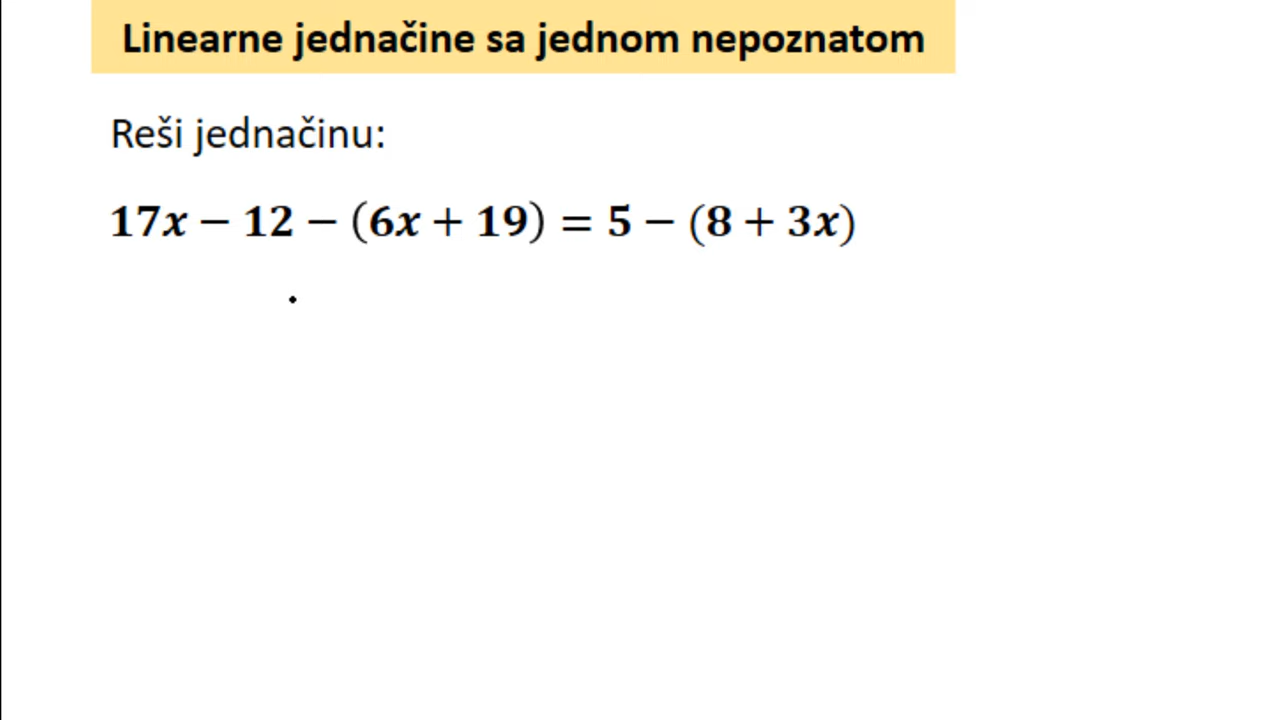 Linearne jednačine sa jednom nepoznatom
Reši jednačinu:
17x − 12 − (6x + 19) = 5 − (8 + 3x)